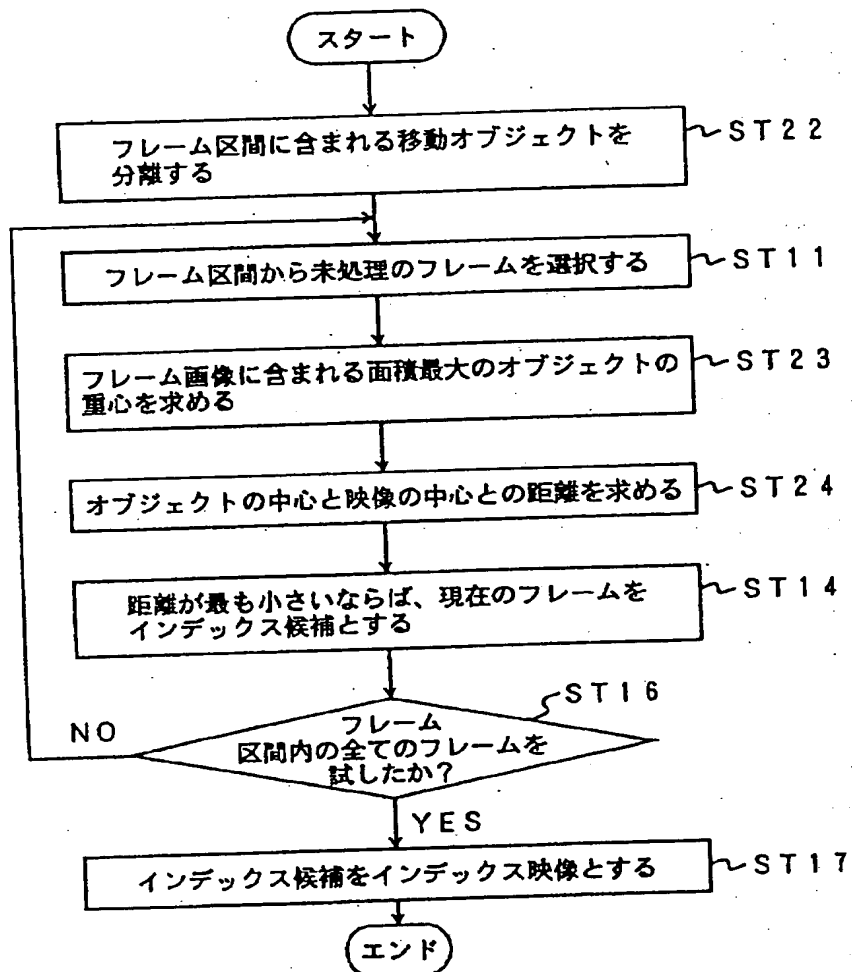 スタート
フレーム区間に含まれる移動オブジェクトを
分離する
ST22
フレーム区間から未処理のフレームを選択する
ST11
フレーム画像に含まれる面積最大のオブジェクトの
重心を求める
ST23
オブジェクトの中心と映像の中心との距離を求める
ST24
距離が最も小さいならば、現在のフレームを
インデックス候補とする
ST14
ST16
NO
フレーム
区間内の全てのフレームを
試したか？
YES
インデックス候補をインデックス映像とする
ST17
エンド